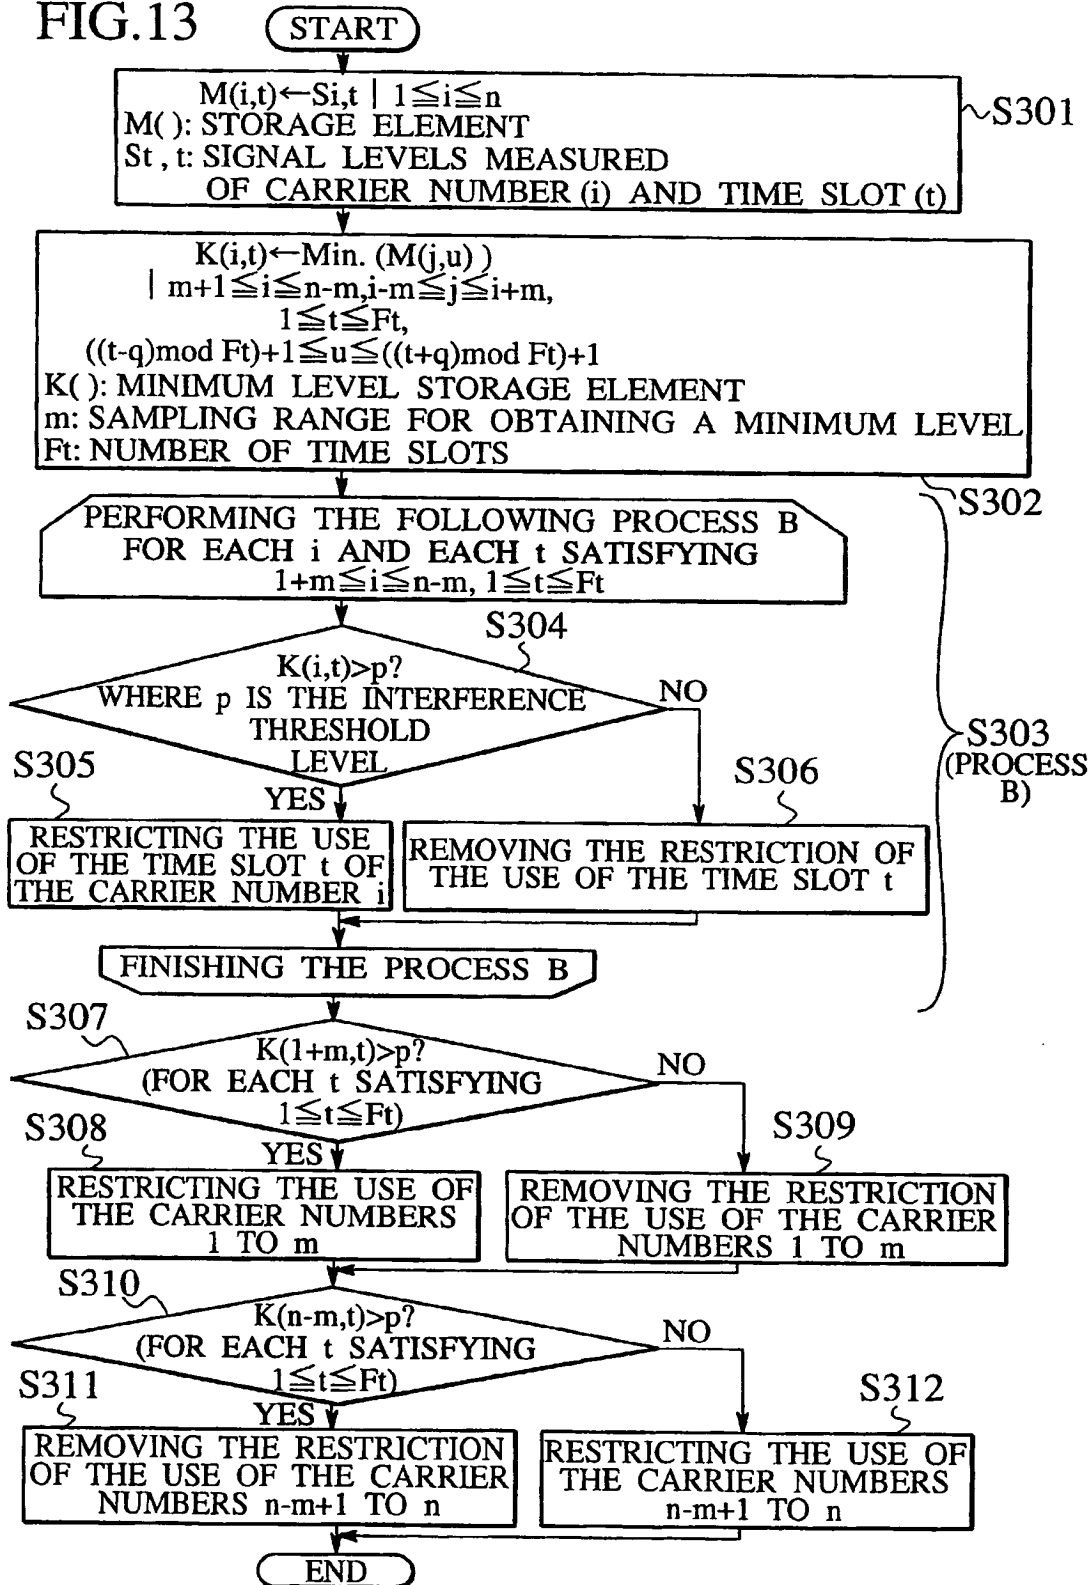 FIG.13
START
M(i,t)←Si,t | 1≦i≦n
M( ): STORAGE ELEMENT
St , t: SIGNAL LEVELS MEASURED
OF CARRIER NUMBER (i) AND TIME SLOT (t)
S301
K(i,t)←Min. (M(j,u) )
| m+1≦i≦n-m,i-m≦j≦i+m,
1≦t≦Ft,
((t-q)mod Ft)+1≦u≦((t+q)mod Ft)+1
K( ): MINIMUM LEVEL STORAGE ELEMENT
m: SAMPLING RANGE FOR OBTAINING A MINIMUM LEVEL
Ft: NUMBER OF TIME SLOTS
S302
PERFORMING THE FOLLOWING PROCESS B
FOR EACH i AND EACH t SATISFYING
1+m≦i≦n-m, 1≦t≦Ft
S304
K(i,t)>p?
WHERE p IS THE INTERFERENCE
THRESHOLD
LEVEL
NO
S303
(PROCESS
B)
S305
YES
S306
RESTRICTING THE USE
OF THE TIME SLOT t OF
THE CARRIER NUMBER i
REMOVING THE RESTRICTION OF
THE USE OF THE TIME SLOT t
FINISHING THE PROCESS B
S307
K(1+m,t)>p?
(FOR EACH t SATISFYING
1≦t≦Ft)
NO
S308
YES
S309
RESTRICTING THE USE OF
THE CARRIER NUMBERS
1 TO m
REMOVING THE RESTRICTION
OF THE USE OF THE CARRIER
NUMBERS 1 TO m
S310
K(n-m,t)>p?
(FOR EACH t SATISFYING
1≦t≦Ft)
NO
S311
YES
S312
REMOVING THE RESTRICTION
OF THE USE OF THE CARRIER
NUMBERS n-m+1 TO n
RESTRICTING THE USE OF
THE CARRIER NUMBERS
n-m+1 TO n
END